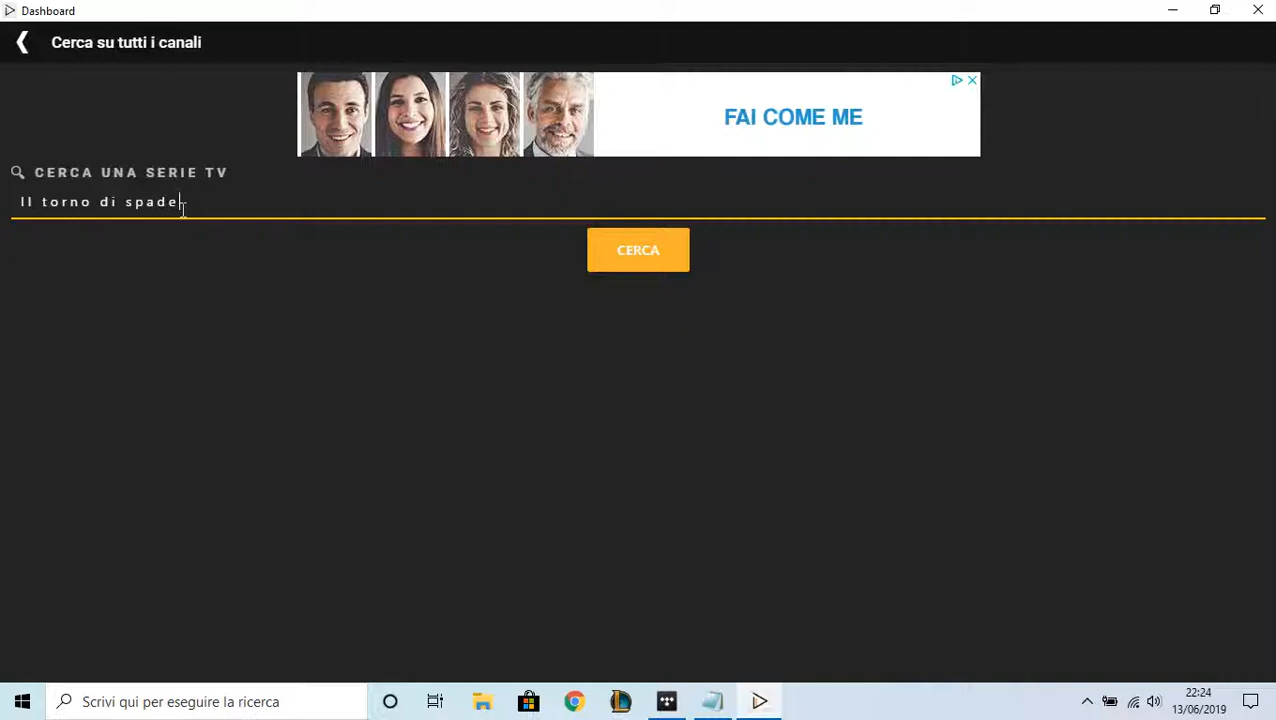 Dashboard
Cerca su tutti i canali
FAI COME ME
CERCA UNA SERIE TV
Il torno di spade
CERCA
Scrivi qui per eseguire la ricerca
22:24
13/06/2019